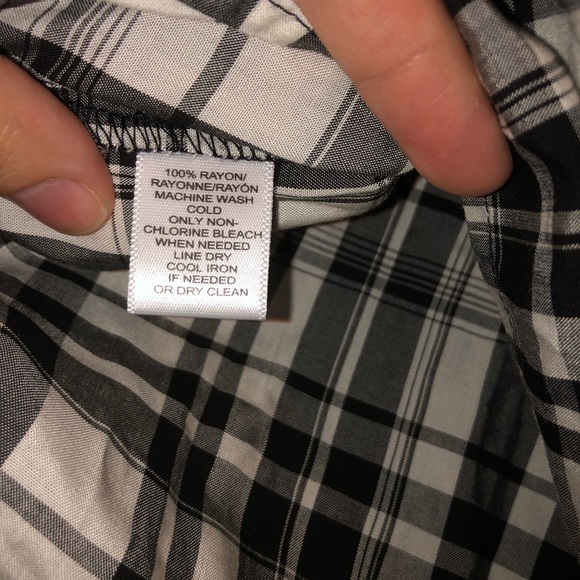 100% RAYON/
RAYONNE/RAYÓN
MACHINE WASH
COLD
ONLY NON-
CHLORINE BLEACH
WHEN NEEDED
LINE DRY
COOL IRON
IF NEEDED
OR DRY CLEAN